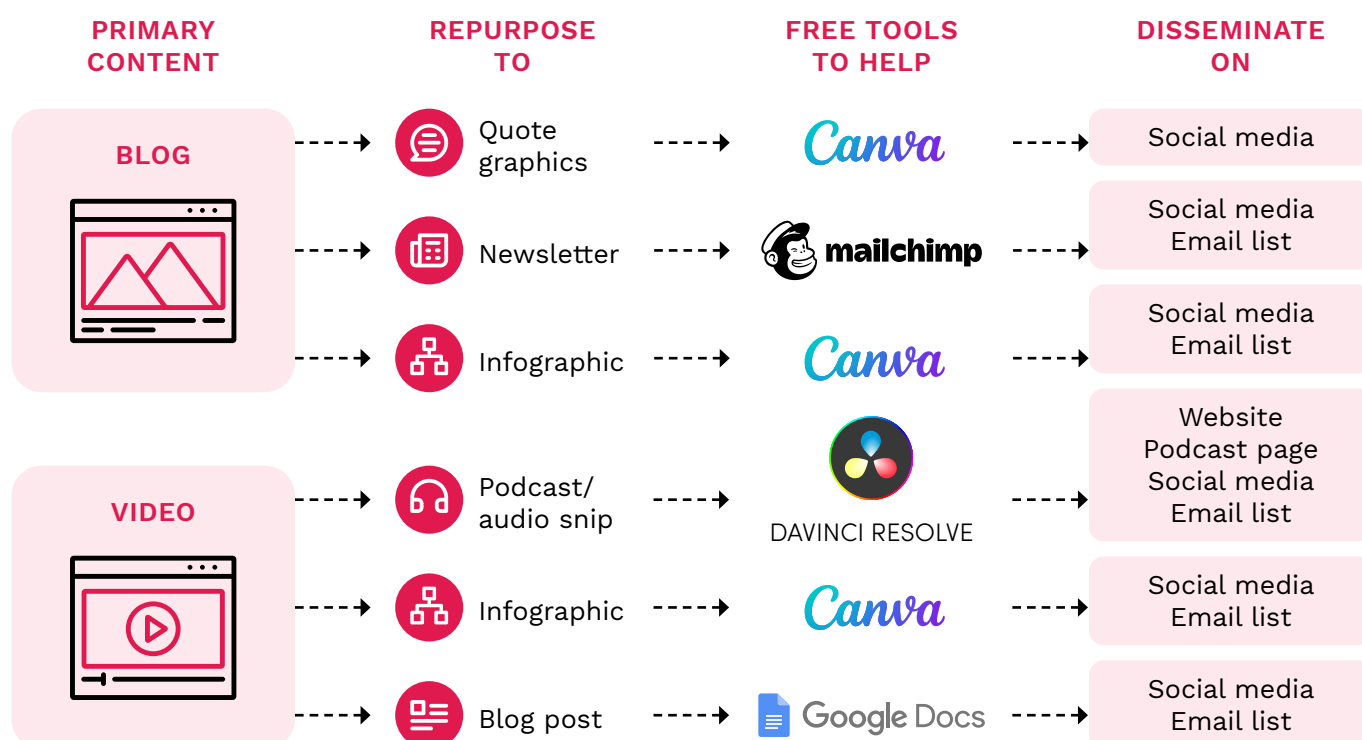 PRIMARY
CONTENT
REPURPOSE
TO
FREE TOOLS
TO HELP
DISSEMINATE
ON
BLOG
Quote
graphics
Canva
Social media
Newsletter
mailchimp
Social media
Email list
Infographic
Canva
Social media
Email list
VIDEO
Podcast/
audio snip
DAVINCI RESOLVE
Website
Podcast page
Social media
Email list
Infographic
Canva
Social media
Email list
Blog post
Google Docs
Social media
Email list